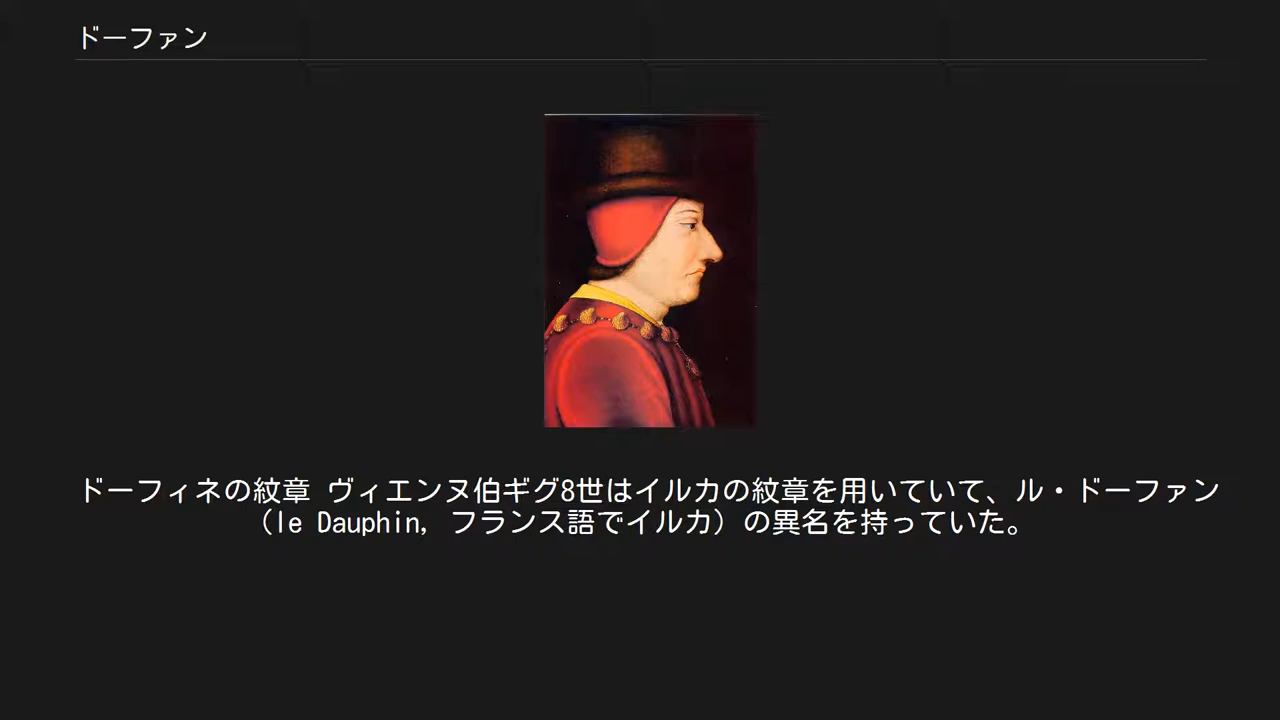 ドーファン
ドーフィネの紋章 ヴィエンヌ伯ギグ8世はイルカの紋章を用いていて、ル・ドーファン
（le Dauphin, フランス語でイルカ）の異名を持っていた。